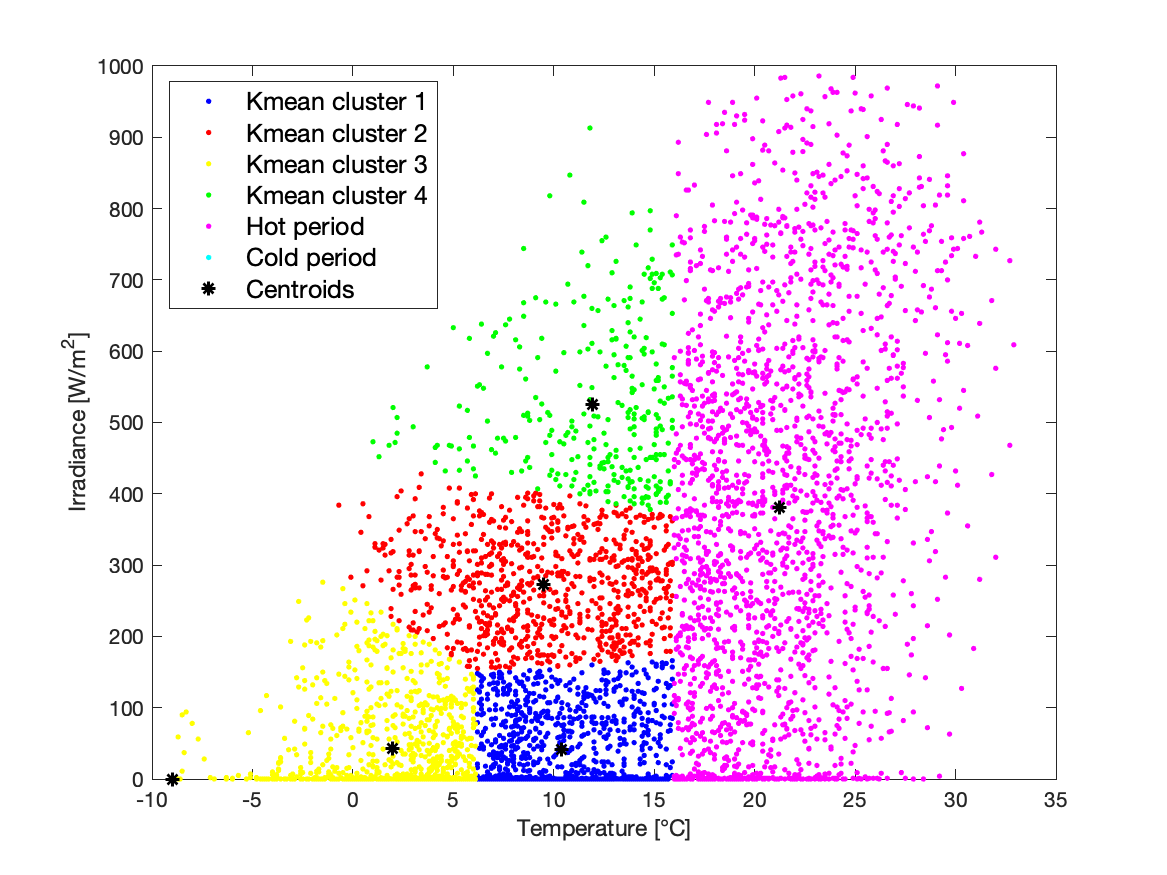 1000
900
800
700
600
500
400
300
200
100
0
Irradiance [W/m²]
Kmean cluster 1
Kmean cluster 2
Kmean cluster 3
Kmean cluster 4
Hot period
Cold period
Centroids
-10 -5 0 5 10 15 20 25 30 35
Temperature [°C]